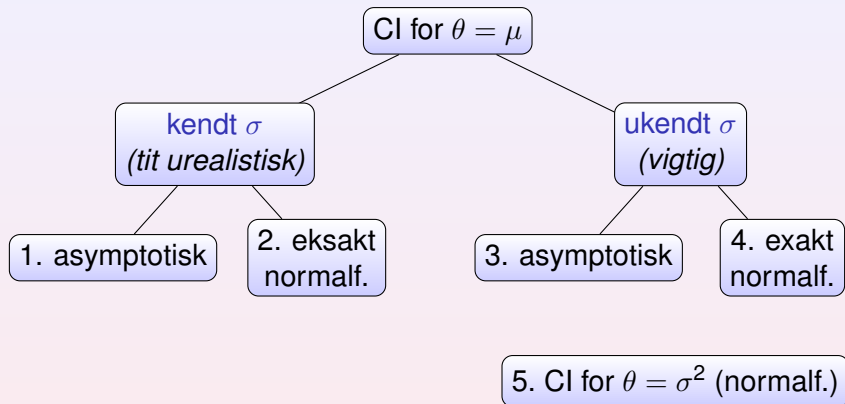 CI for θ = μ
kendt σ
(tit urealistisk)
ukendt σ
(vigtig)
1. asymptotisk
2. eksakt
normalf.
3. asymptotisk
4. exakt
normalf.
5. CI for θ = σ² (normalf.)